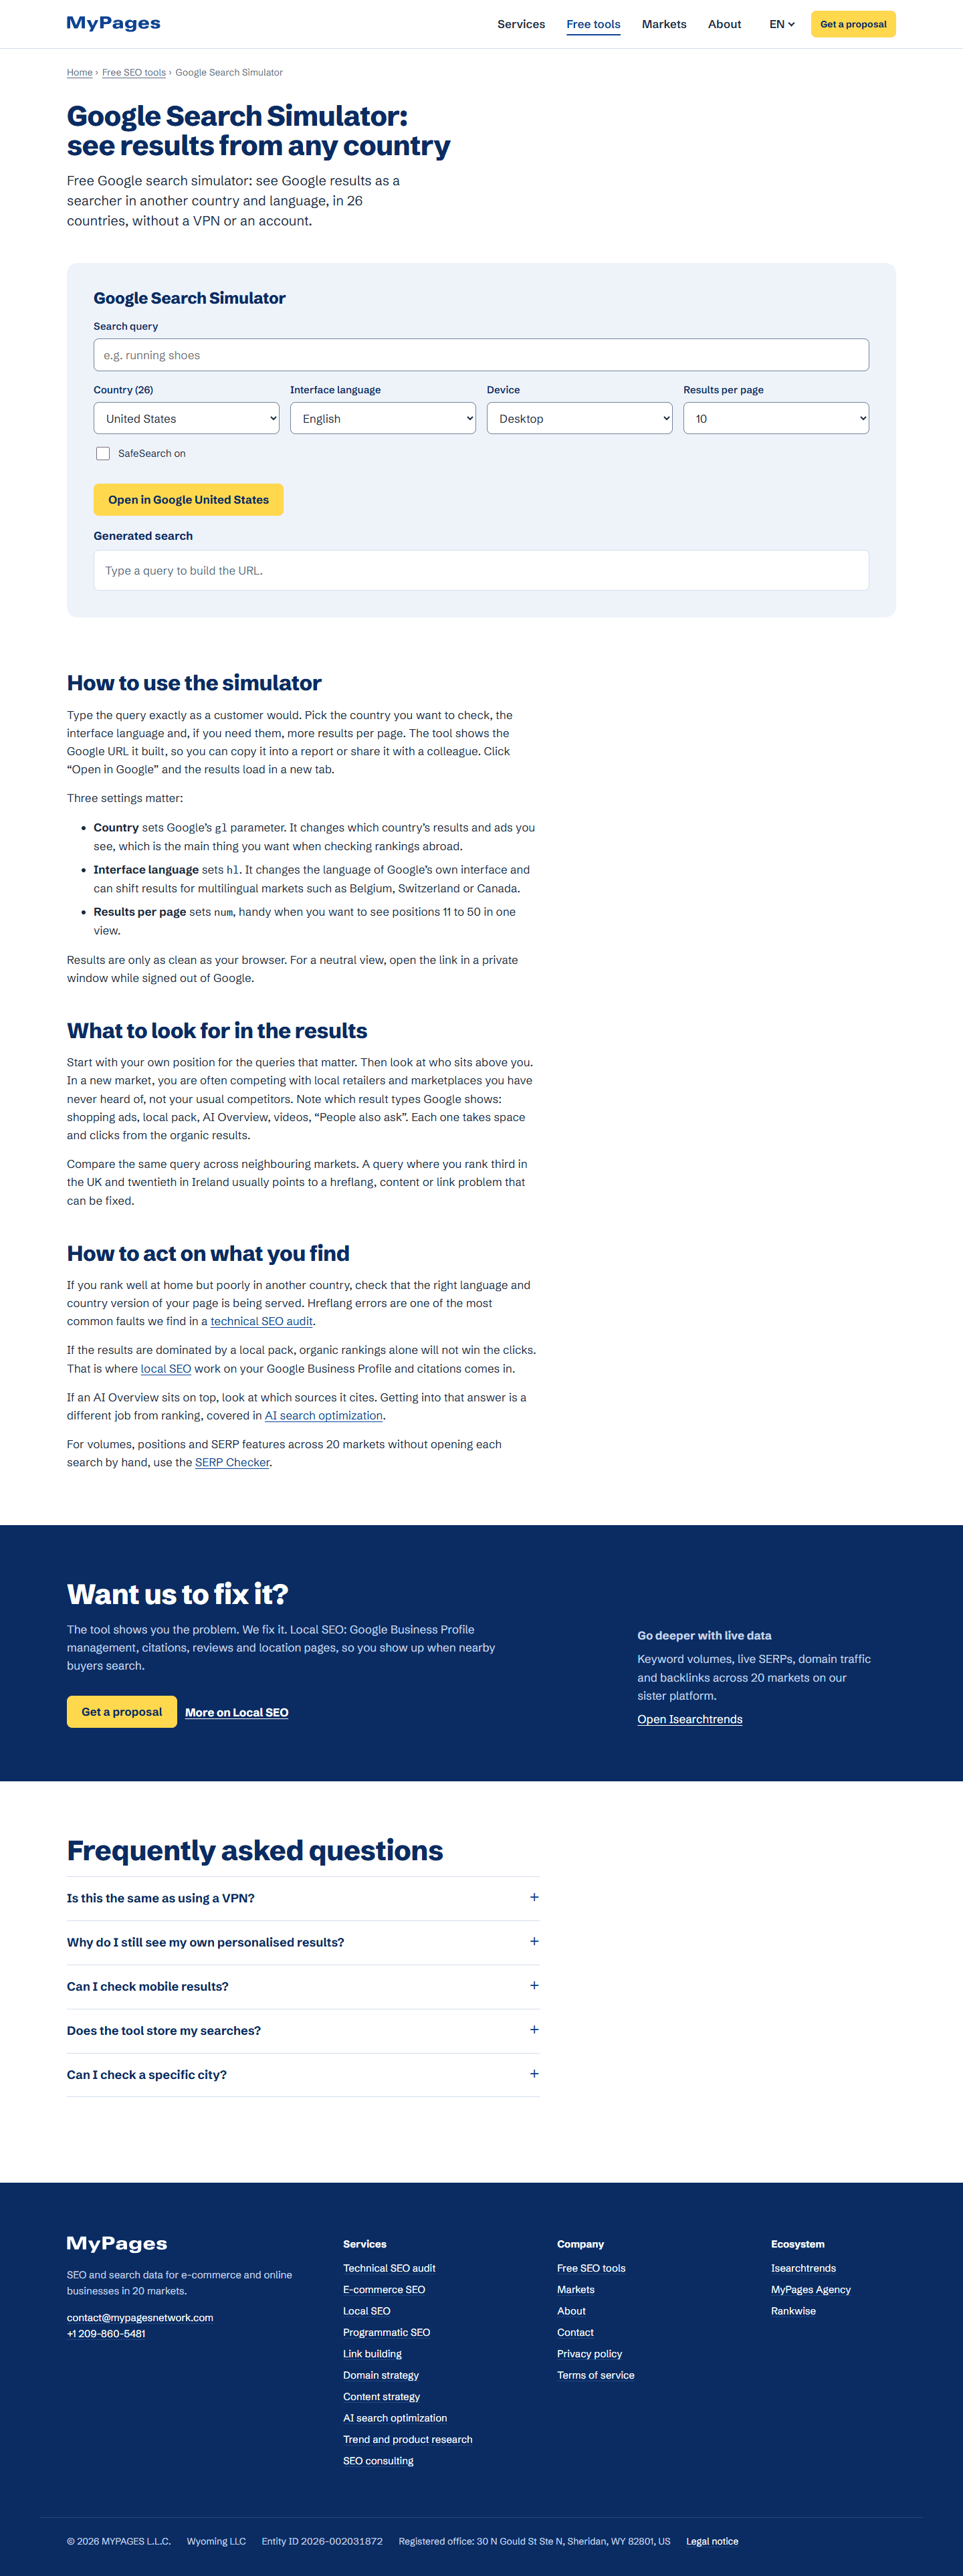 MyPages
Services Free tools Markets About EN Get a proposal
Home › Free SEO tools › Google Search Simulator
Google Search Simulator:
see results from any country
Free Google search simulator: see Google results as a
searcher in another country and language, in 26
countries, without a VPN or an account.
Google Search Simulator
Search query
e.g. running shoes
Country (26) Interface language Device Results per page
United States English Desktop 10
SafeSearch on
Open in Google United States
Generated search
Type a query to build the URL.
How to use the simulator
Type the query exactly as a customer would. Pick the country you want to check, the
interface language and, if you need them, more results per page. The tool shows the
Google URL it built, so you can copy it into a report or share it with a colleague. Click
“Open in Google” and the results load in a new tab.
Three settings matter:
• Country sets Google’s gl parameter. It changes which country’s results and ads you
see, which is the main thing you want when checking rankings abroad.
• Interface language sets hl. It changes the language of Google’s own interface and
can shift results for multilingual markets such as Belgium, Switzerland or Canada.
• Results per page sets num, handy when you want to see positions 11 to 50 in one
view.
Results are only as clean as your browser. For a neutral view, open the link in a private
window while signed out of Google.
What to look for in the results
Start with your own position for the queries that matter. Then look at who sits above you.
In a new market, you are often competing with local retailers and marketplaces you have
never heard of, not your usual competitors. Note which result types Google shows:
shopping ads, local pack, AI Overview, videos, “People also ask”. Each one takes space
and clicks from the organic results.
Compare the same query across neighbouring markets. A query where you rank third in
the UK and twentieth in Ireland usually points to a hreflang, content or link problem that
can be fixed.
How to act on what you find
If you rank well at home but poorly in another country, check that the right language and
country version of your page is being served. Hreflang errors are one of the most
common faults we find in a technical SEO audit.
If the results are dominated by a local pack, organic rankings alone will not win the clicks.
That is where local SEO work on your Google Business Profile and citations comes in.
If an AI Overview sits on top, look at which sources it cites. Getting into that answer is a
different job from ranking, covered in AI search optimization.
For volumes, positions and SERP features across 20 markets without opening each
search by hand, use the SERP Checker.
Want us to fix it?
The tool shows you the problem. We fix it. Local SEO: Google Business Profile
management, citations, reviews and location pages, so you show up when nearby
buyers search.
Get a proposal More on Local SEO
Go deeper with live data
Keyword volumes, live SERPs, domain traffic
and backlinks across 20 markets on our
sister platform.
Open Isearchtrends
Frequently asked questions
Is this the same as using a VPN? +
Why do I still see my own personalised results? +
Can I check mobile results? +
Does the tool store my searches? +
Can I check a specific city? +
MyPages
SEO and search data for e-commerce and online
businesses in 20 markets.
contact@mypagesnetwork.com
+1 209-860-5481
Services
Technical SEO audit
E-commerce SEO
Local SEO
Programmatic SEO
Link building
Domain strategy
Content strategy
AI search optimization
Trend and product research
SEO consulting
Company
Free SEO tools
Markets
About
Contact
Privacy policy
Terms of service
Ecosystem
Isearchtrends
MyPages Agency
Rankwise
© 2026 MYPAGES L.L.C. Wyoming LLC Entity ID 2026-002031872 Registered office: 30 N Gould St Ste N, Sheridan, WY 82801, US Legal notice